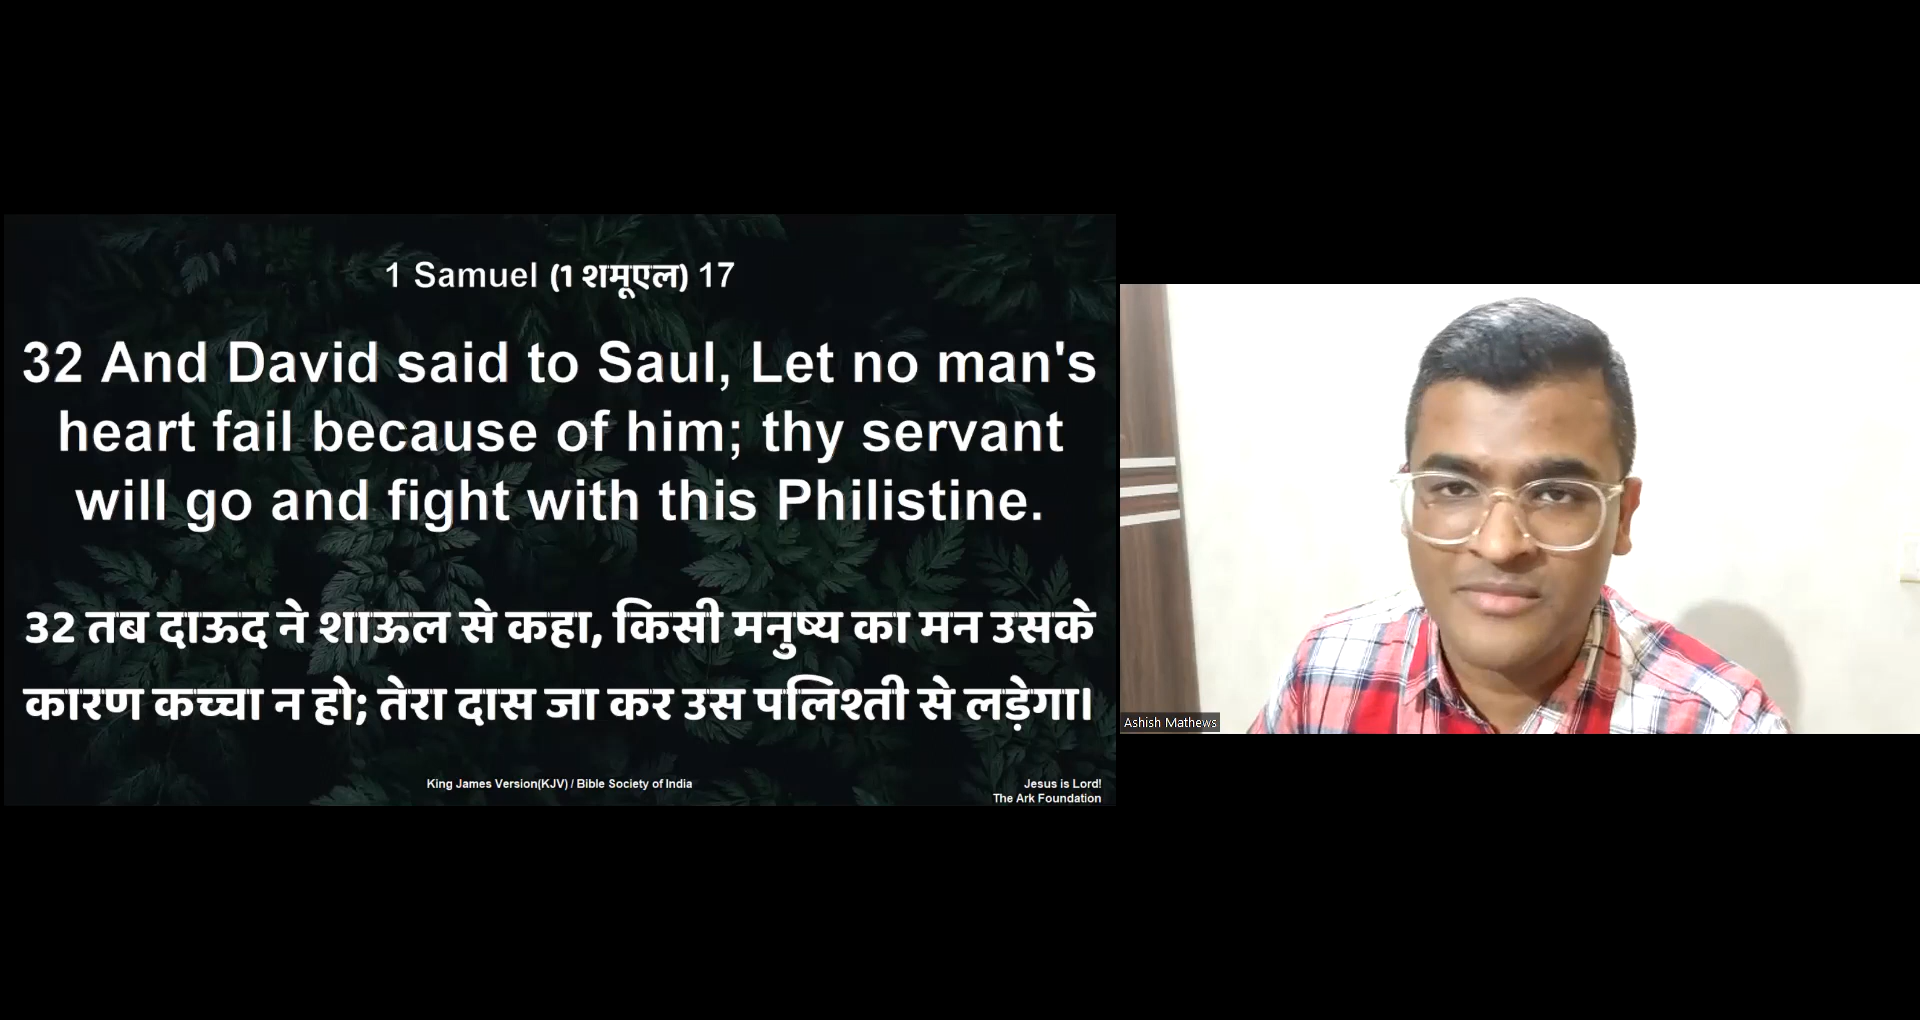 1 Samuel (1 शमूएल) 17
32 And David said to Saul, Let no man's
heart fail because of him; thy servant
will go and fight with this Philistine.
32 तब दाऊद ने शाऊल से कहा, किसी मनुष्य का मन उसके
कारण कच्चा न हो; तेरा दास जा कर उस पलिश्ती से लड़ेगा।
King James Version(KJV) / Bible Society of India
Jesus is Lord!
The Ark Foundation
Ashish Mathews